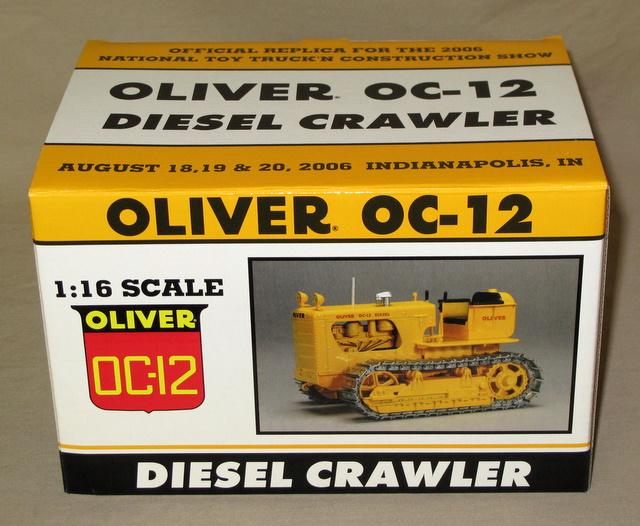 OFFICIAL REPLICA FOR THE 2006
NATIONAL TOY TRUCK'N CONSTRUCTION SHOW
OLIVER OC-12
DIESEL CRAWLER
AUGUST 18,19 & 20, 2006 INDIANAPOLIS, IN
OLIVER® OC-12
1:16 SCALE
OLIVER
OC-12
OLIVER OC-12 DIESEL
OLIVER
DIESEL CRAWLER